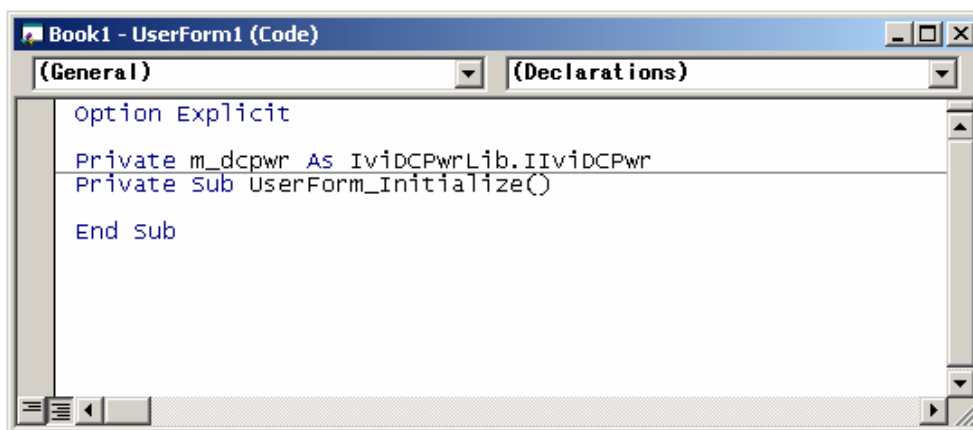 Book1 - UserForm1 (Code)
(General) (Declarations)
Option Explicit
Private m_dcpwr As IviDCPwrLib.IIviDCPwr
Private Sub UserForm_Initialize()
End Sub